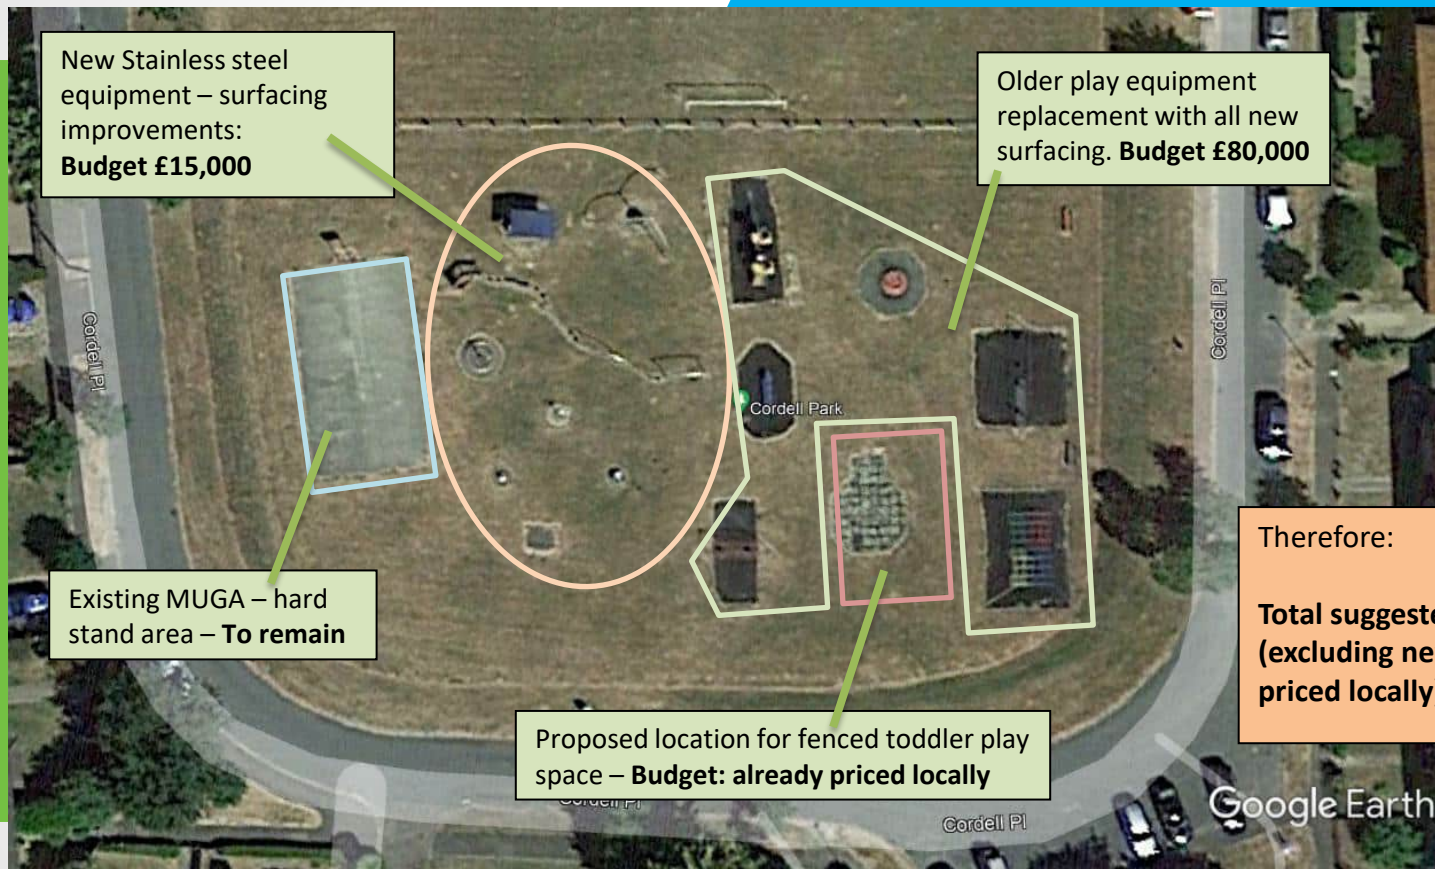 New Stainless steel
equipment – surfacing
improvements:
Budget £15,000
Older play equipment
replacement with all new
surfacing. Budget £80,000
Cordell Pl
Cordell Pl
Cordell Park
Existing MUGA – hard
stand area – To remain
Therefore:
Total suggeste
(excluding ne
priced locally
Proposed location for fenced toddler play
space – Budget: already priced locally
Cordell Pl
Cordell Pl
Google Earth